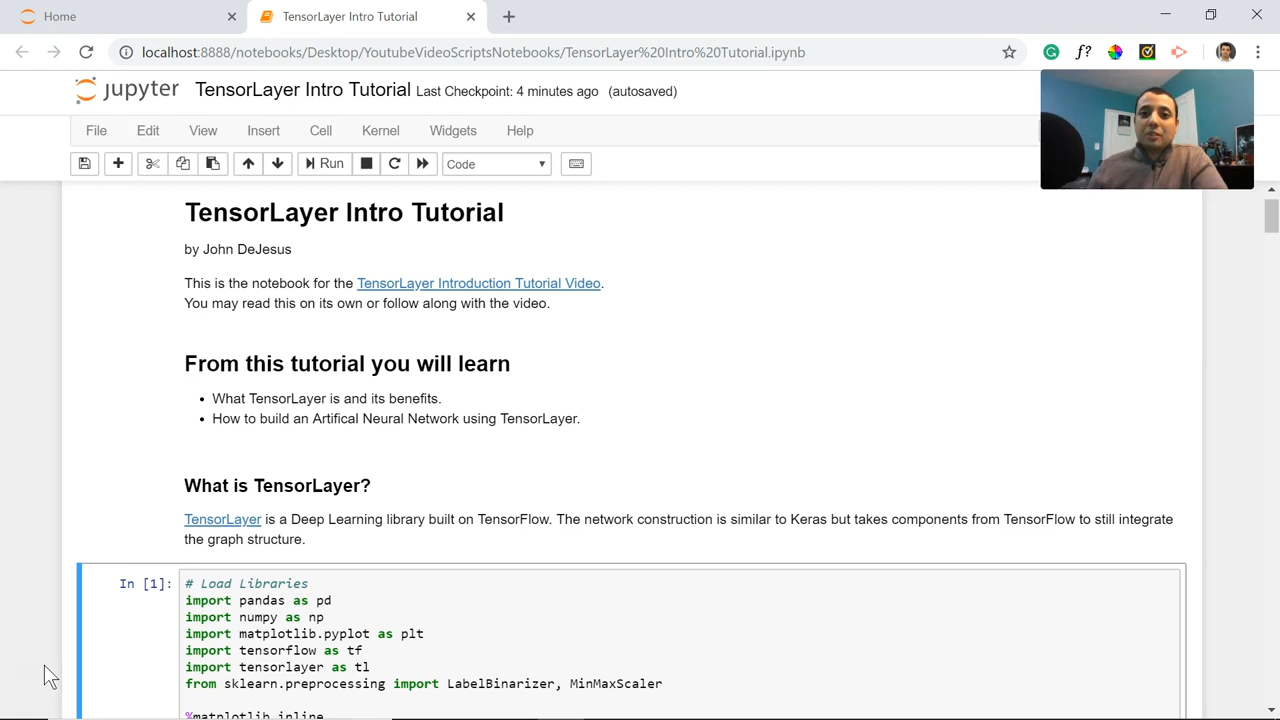 Home
TensorLayer Intro Tutorial
localhost:8888/notebooks/Desktop/YoutubeVideoScriptsNotebooks/TensorLayer%20Intro%20Tutorial.ipynb
f?
jupyter TensorLayer Intro Tutorial Last Checkpoint: 4 minutes ago (autosaved)
File Edit View Insert Cell Kernel Widgets Help
Run Code
TensorLayer Intro Tutorial
by John DeJesus
This is the notebook for the TensorLayer Introduction Tutorial Video.
You may read this on its own or follow along with the video.
From this tutorial you will learn
• What TensorLayer is and its benefits.
• How to build an Artifical Neural Network using TensorLayer.
What is TensorLayer?
TensorLayer is a Deep Learning library built on TensorFlow. The network construction is similar to Keras but takes components from TensorFlow to still integrate
the graph structure.
In [1]: # Load Libraries
import pandas as pd
import numpy as np
import matplotlib.pyplot as plt
import tensorflow as tf
import tensorlayer as tl
from sklearn.preprocessing import LabelBinarizer, MinMaxScaler
%matplotlib inline